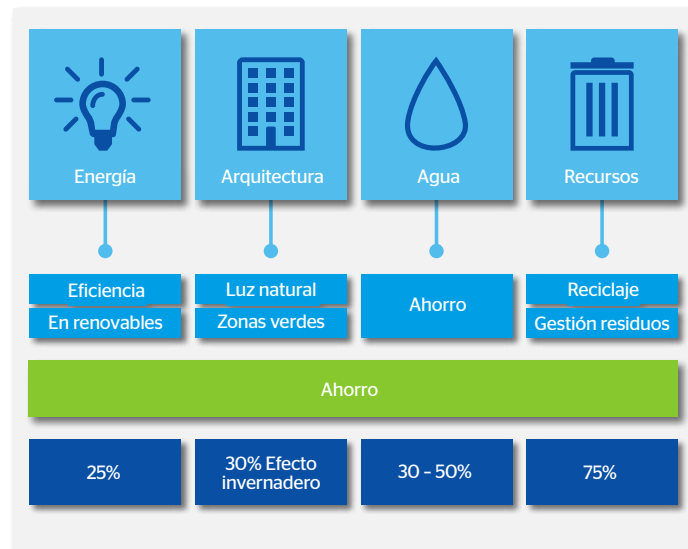 Energía
Arquitectura
Agua
Recursos
Eficiencia
En renovables
Luz natural
Zonas verdes
Ahorro
Reciclaje
Gestión residuos
Ahorro
25%
30% Efecto
invernadero
30 - 50%
75%